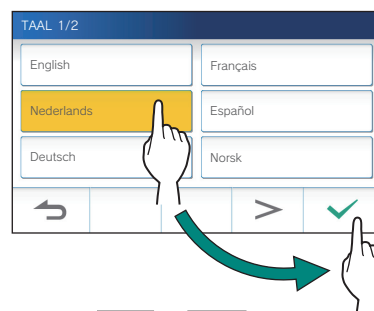 TAAL 1/2
English
Français
Nederlands
Español
Deutsch
Norsk